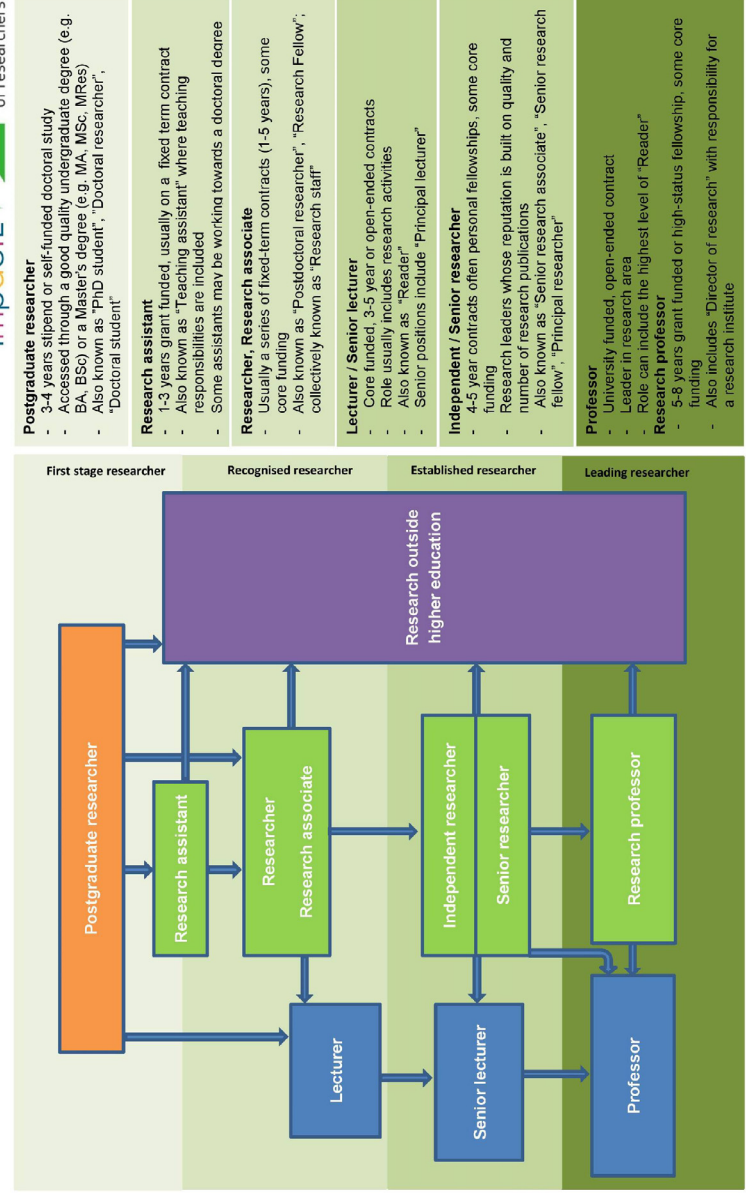 of researchers
Postgraduate researcher
- 3-4 years stipend or self-funded doctoral study
- Accessed through a good quality undergraduate degree (e.g.
BA, BSc) or a Master's degree (e.g. MA, MSc, MRes)
- Also known as "PhD student", "Doctoral researcher",
"Doctoral student"
Research assistant
- 1-3 years grant funded, usually on a fixed term contract
- Also known as "Teaching assistant" where teaching
responsibilities are included
- Some assistants may be working towards a doctoral degree
Researcher, Research associate
- Usually a series of fixed-term contracts (1-5 years), some
core funding
- Also known as "Postdoctoral researcher", "Research Fellow";
collectively known as "Research staff"
Lecturer / Senior lecturer
- Core funded, 3-5 year or open-ended contracts
- Role usually includes research activities
- Also known as "Reader"
- Senior positions include "Principal lecturer"
Independent / Senior researcher
- 4-5 year contracts often personal fellowships, some core
funding
- Research leaders whose reputation is built on quality and
number of research publications
- Also known as "Senior research associate", "Senior research
fellow", "Principal researcher"
Professor
- University funded, open-ended contract
- Leader in research area
- Role can include the highest level of "Reader"
Research professor
- 5-8 years grant funded or high-status fellowship, some core
funding
- Also includes "Director of research" with responsibility for
a research institute
First stage researcher
Recognised researcher
Established researcher
Leading researcher
Postgraduate researcher
Research assistant
Researcher
Research associate
Lecturer
Independent researcher
Senior researcher
Senior lecturer
Research professor
Professor
Research outside
higher education